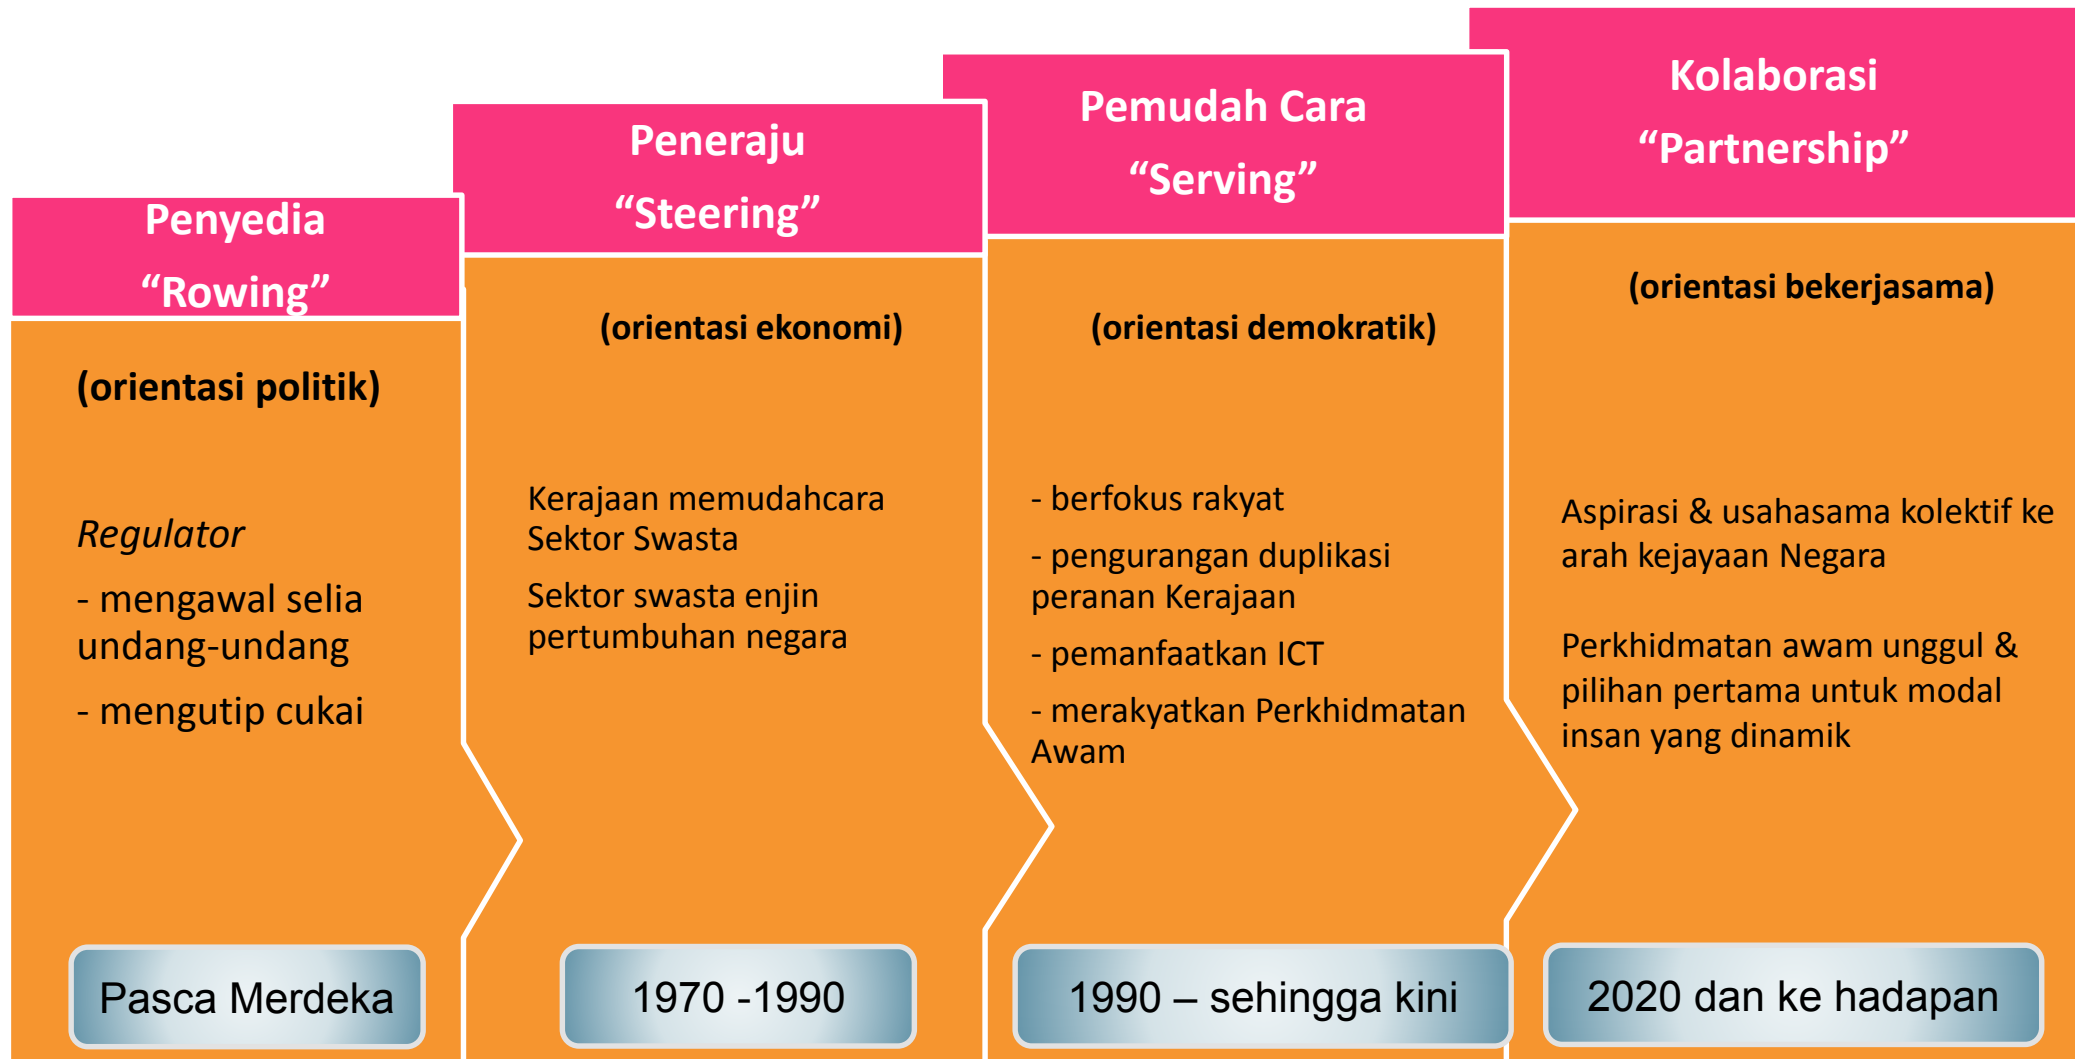 Penyedia
“Rowing”
(orientasi politik)
Regulator
- mengawal selia
undang-undang
- mengutip cukai
Pasca Merdeka
Peneraju
“Steering”
(orientasi ekonomi)
Kerajaan memudahcara
Sektor Swasta
Sektor swasta enjin
pertumbuhan negara
1970 -1990
Pemudah Cara
“Serving”
(orientasi demokratik)
- berfokus rakyat
- pengurangan duplikasi
peranan Kerajaan
- pemanfaatkan ICT
- merakyatkan Perkhidmatan
Awam
1990 – sehingga kini
Kolaborasi
“Partnership”
(orientasi bekerjasama)
Aspirasi & usahasama kolektif ke
arah kejayaan Negara
Perkhidmatan awam unggul &
pilihan pertama untuk modal
insan yang dinamik
2020 dan ke hadapan